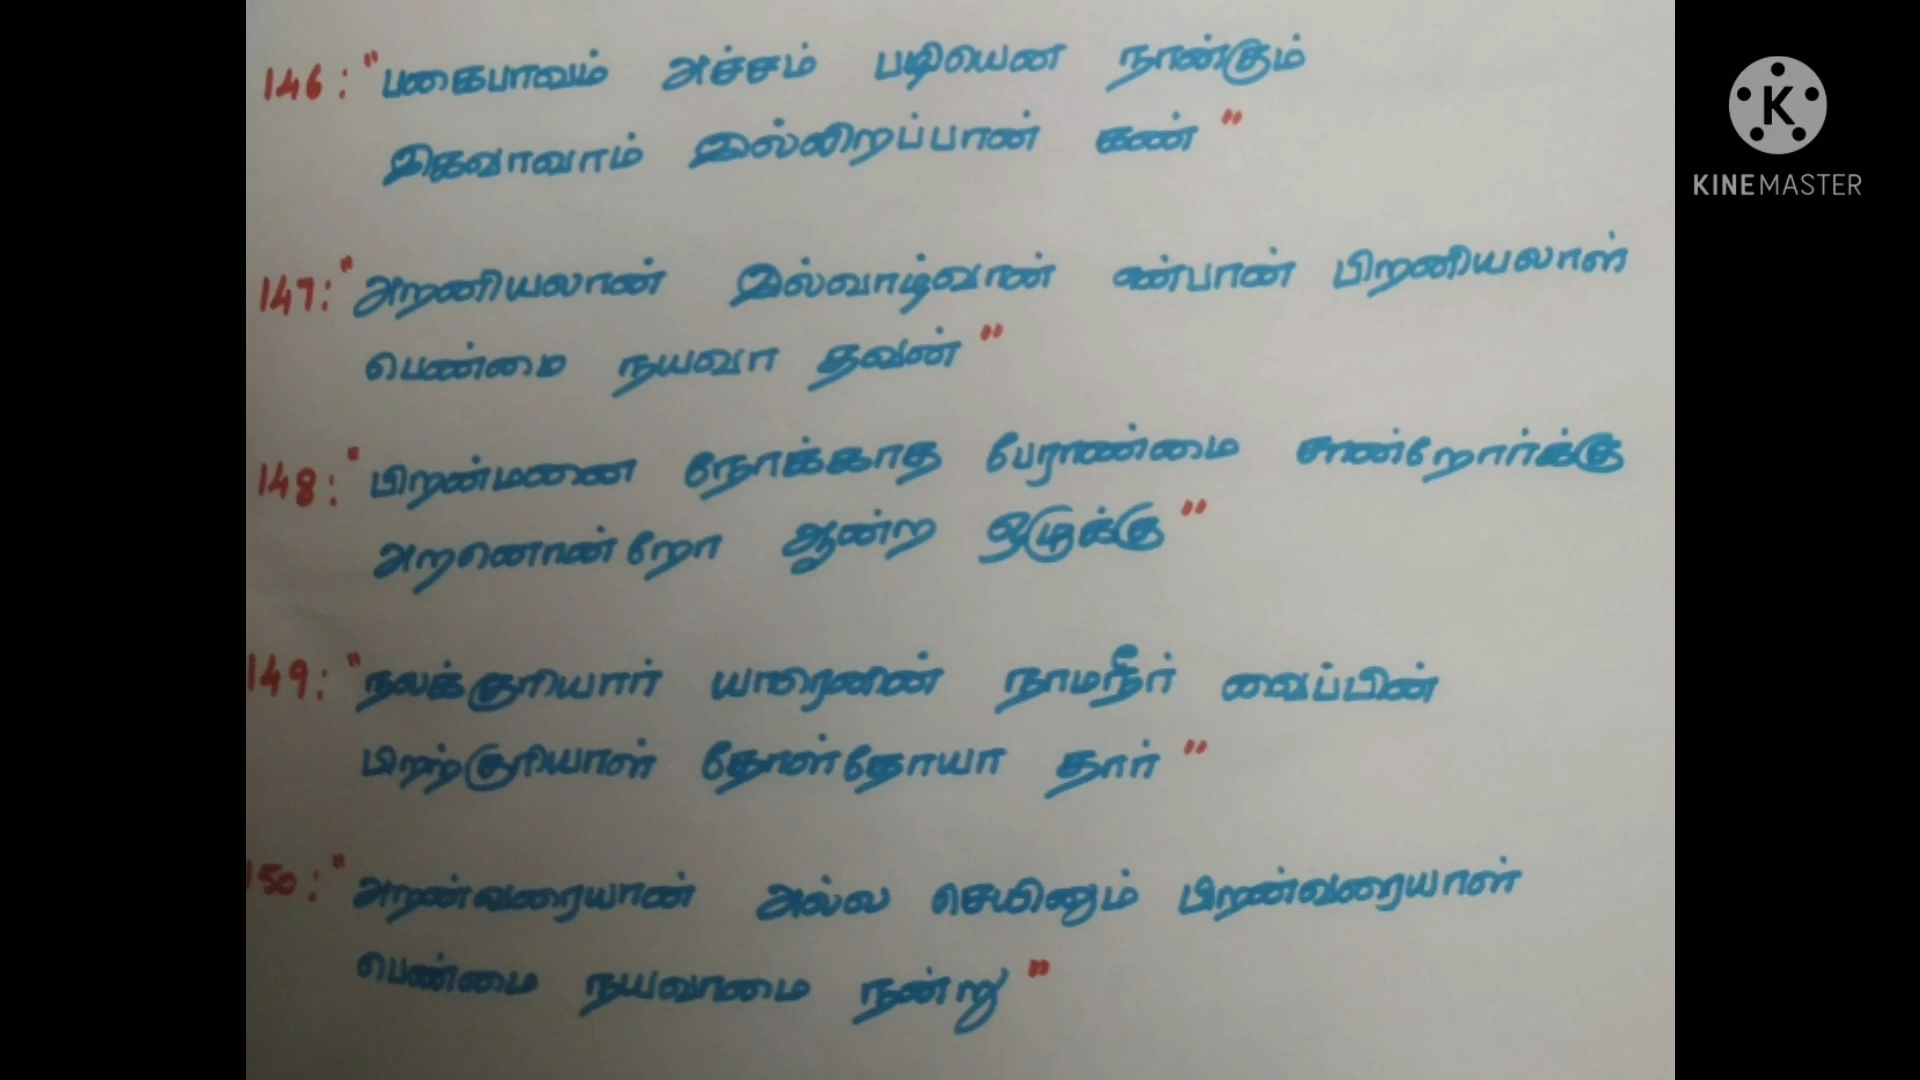 146: "பகைபாவம் அச்சம் பழியென நான்கும்
இகவாவாம் இல்லிறப்பான் கண்"
147: "அறனியலான் இல்வாழ்வான் என்பான் பிறனியலாள்
பெண்மை நயவா தவன்"
148: "பிறன்மனை நோக்காத பேராண்மை சான்றோர்க்கு
அறனொன்றோ ஆன்ற ஒழுக்கு"
149: "நலக்குரியார் யாரெனின் நாமநீர் வைப்பின்
பிறற்குரியாள் தோள்தோயா தார்"
150: "அறன்வரையான் அல்ல செயினும் பிறன்வரையாள்
பெண்மை நயவாமை நன்று"
K
KINEMASTER